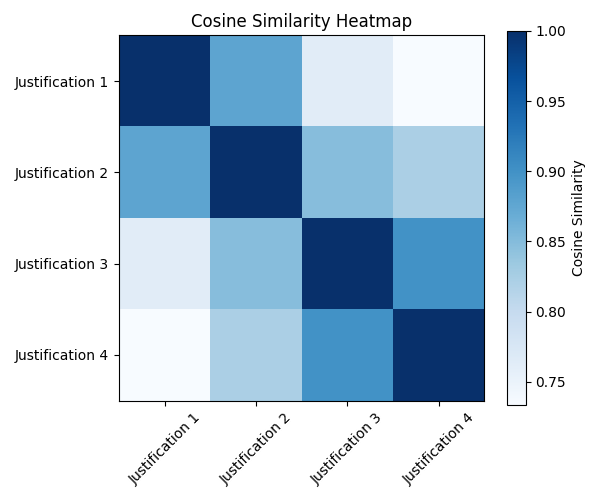 Cosine Similarity Heatmap
Justification 1
Justification 2
Justification 3
Justification 4
Justification 1
Justification 2
Justification 3
Justification 4
1.00
0.95
0.90
0.85
0.80
0.75
Cosine Similarity